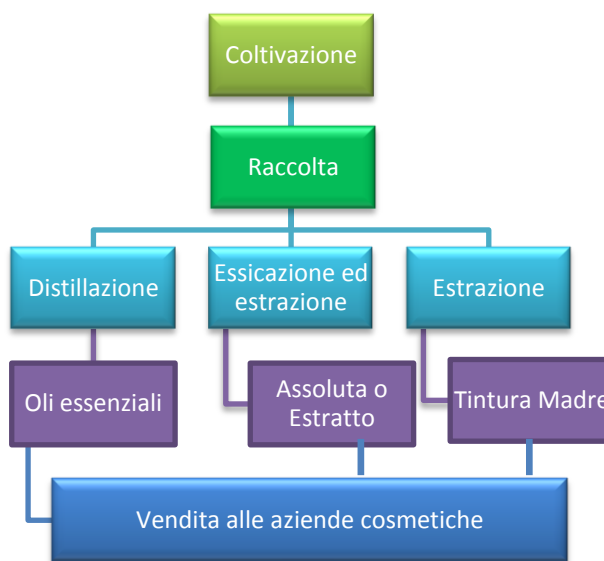 Coltivazione
Raccolta
Distillazione
Essicazione ed
estrazione
Estrazione
Oli essenziali
Assoluta o
Estratto
Tintura Madre
Vendita alle aziende cosmetiche